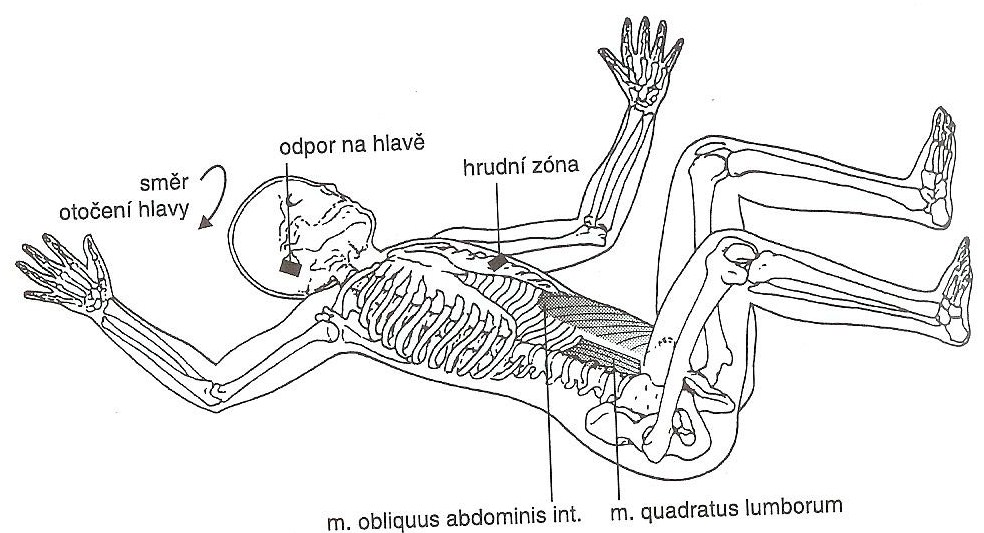 odpor na hlavě
hrudní zóna
směr
otočení hlavy
m. obliquus abdominis int.
m. quadratus lumborum